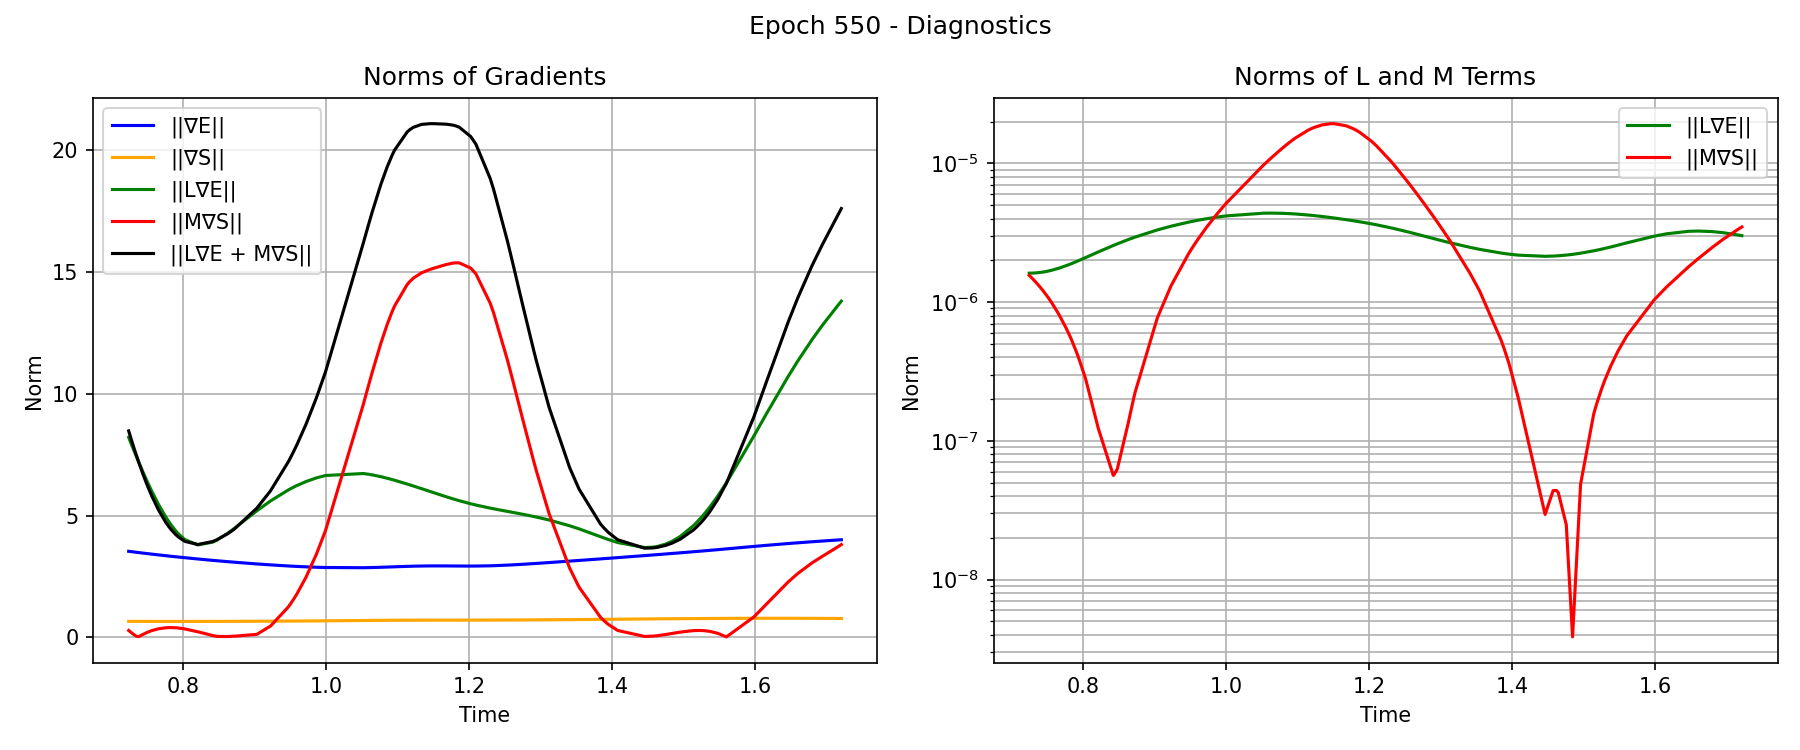 Epoch 550 - Diagnostics
Norms of Gradients
||∇E||
||∇S||
||L∇E||
||M∇S||
||L∇E + M∇S||
20
15
10
5
0
Norm
0.8 1.0 1.2 1.4 1.6
Time
Norms of L and M Terms
||L∇E||
||M∇S||
10⁻⁵
10⁻⁶
10⁻⁷
10⁻⁸
Norm
0.8 1.0 1.2 1.4 1.6
Time